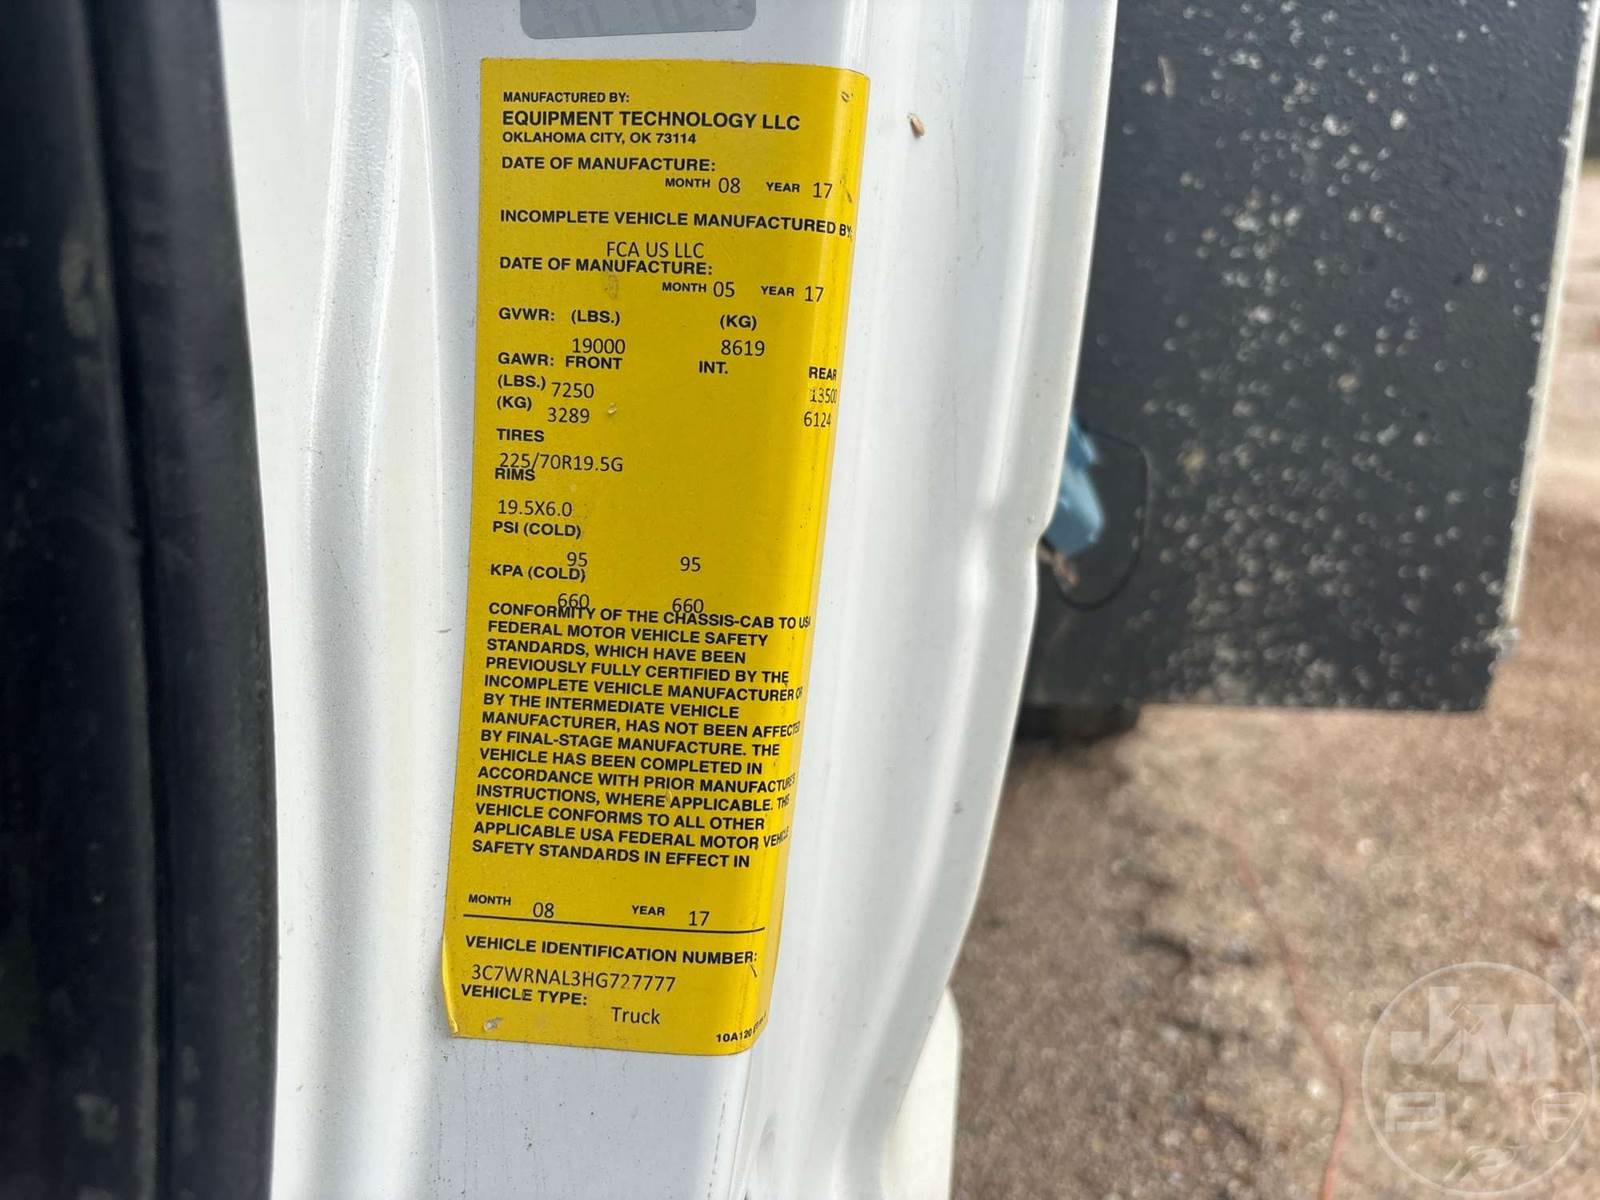 MANUFACTURED BY:
EQUIPMENT TECHNOLOGY LLC
OKLAHOMA CITY, OK 73114
DATE OF MANUFACTURE:
MONTH 08 YEAR 17
INCOMPLETE VEHICLE MANUFACTURED BY:
FCA US LLC
DATE OF MANUFACTURE:
MONTH 05 YEAR 17
GVWR: (LBS.) (KG)
19000 8619
GAWR: FRONT INT. REAR
(LBS.) 7250 13500
(KG) 3289 6124
TIRES
225/70R19.5G
RIMS
19.5X6.0
PSI (COLD)
95 95
KPA (COLD)
660 660
CONFORMITY OF THE CHASSIS-CAB TO USA
FEDERAL MOTOR VEHICLE SAFETY
STANDARDS, WHICH HAVE BEEN
PREVIOUSLY FULLY CERTIFIED BY THE
INCOMPLETE VEHICLE MANUFACTURER OR
BY THE INTERMEDIATE VEHICLE
MANUFACTURER, HAS NOT BEEN AFFECTED
BY FINAL-STAGE MANUFACTURE. THE
VEHICLE HAS BEEN COMPLETED IN
ACCORDANCE WITH PRIOR MANUFACTURE'S
INSTRUCTIONS, WHERE APPLICABLE. THE
VEHICLE CONFORMS TO ALL OTHER
APPLICABLE USA FEDERAL MOTOR VEHICLE
SAFETY STANDARDS IN EFFECT IN
MONTH 08 YEAR 17
VEHICLE IDENTIFICATION NUMBER:
3C7WRNAL3HG727777
VEHICLE TYPE:
Truck
10A120
J/M